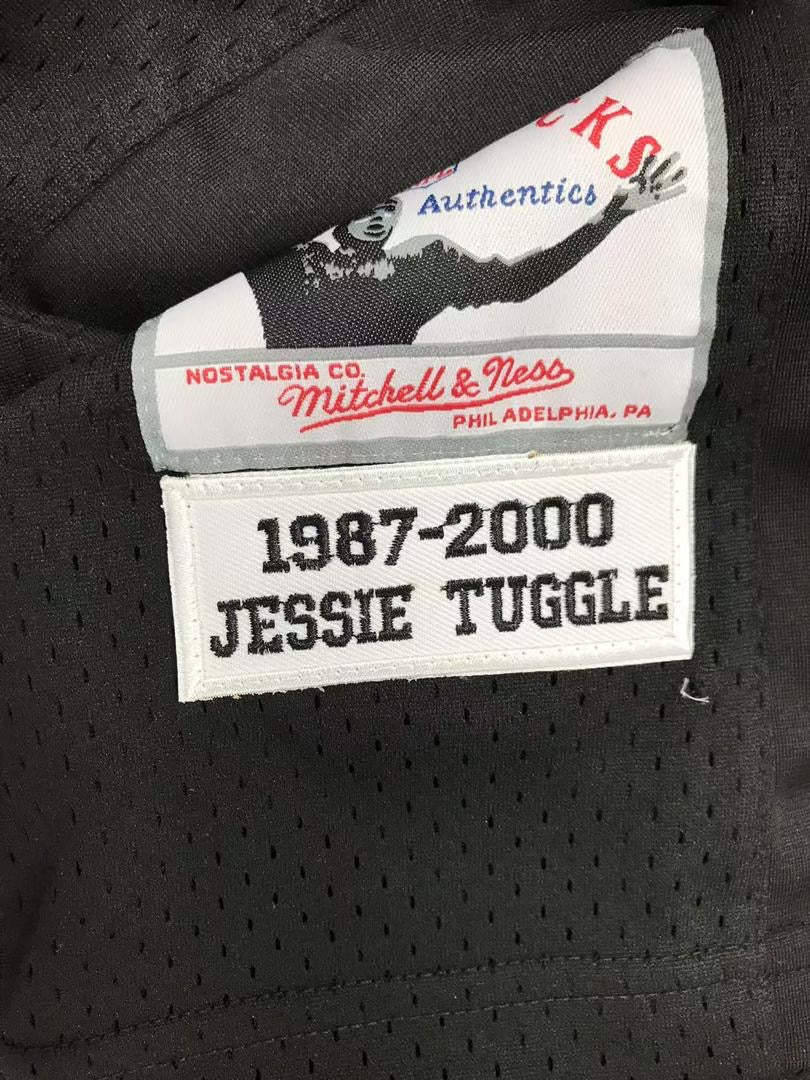 CKS
Authentics
NOSTALGIA CO.
Mitchell & Ness
PHILADELPHIA, PA
1987-2000
JESSIE TUGGLE